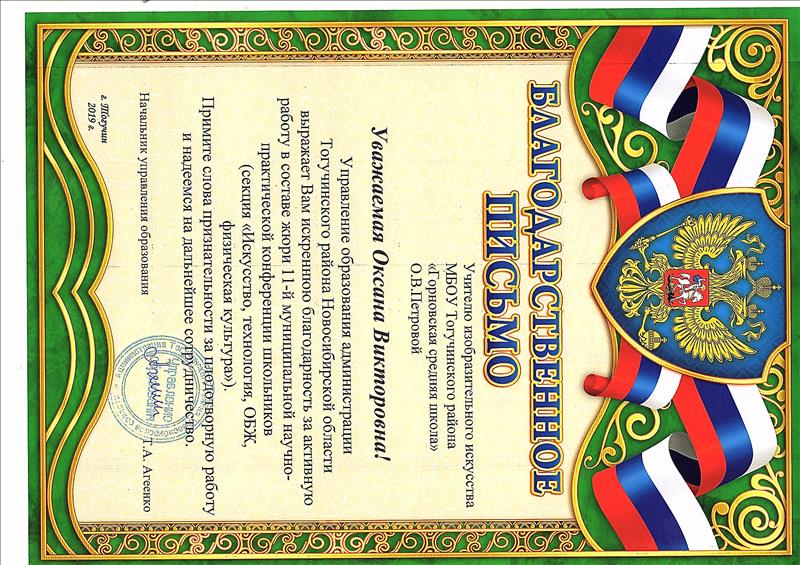 БЛАГОДАРСТВЕННОЕ
ПИСЬМО
Учителю изобразительного искусства
МБОУ Тогучинского района
«Горновская средняя школа»
О.В.Петровой
Уважаемая Оксана Викторовна!
Управление образования администрации
Тогучинского района Новосибирской области
выражает Вам искреннюю благодарность за активную
работу в составе жюри 11-й муниципальной научно-
практической конференции школьников
(секция «Искусство, технология, ОБЖ,
физическая культура»).
Примите слова признательности за плодотворную работу
и надеемся на дальнейшее сотрудничество.
Начальник управления образования
Т.А. Агеенко
г. Тогучин
2019 г.